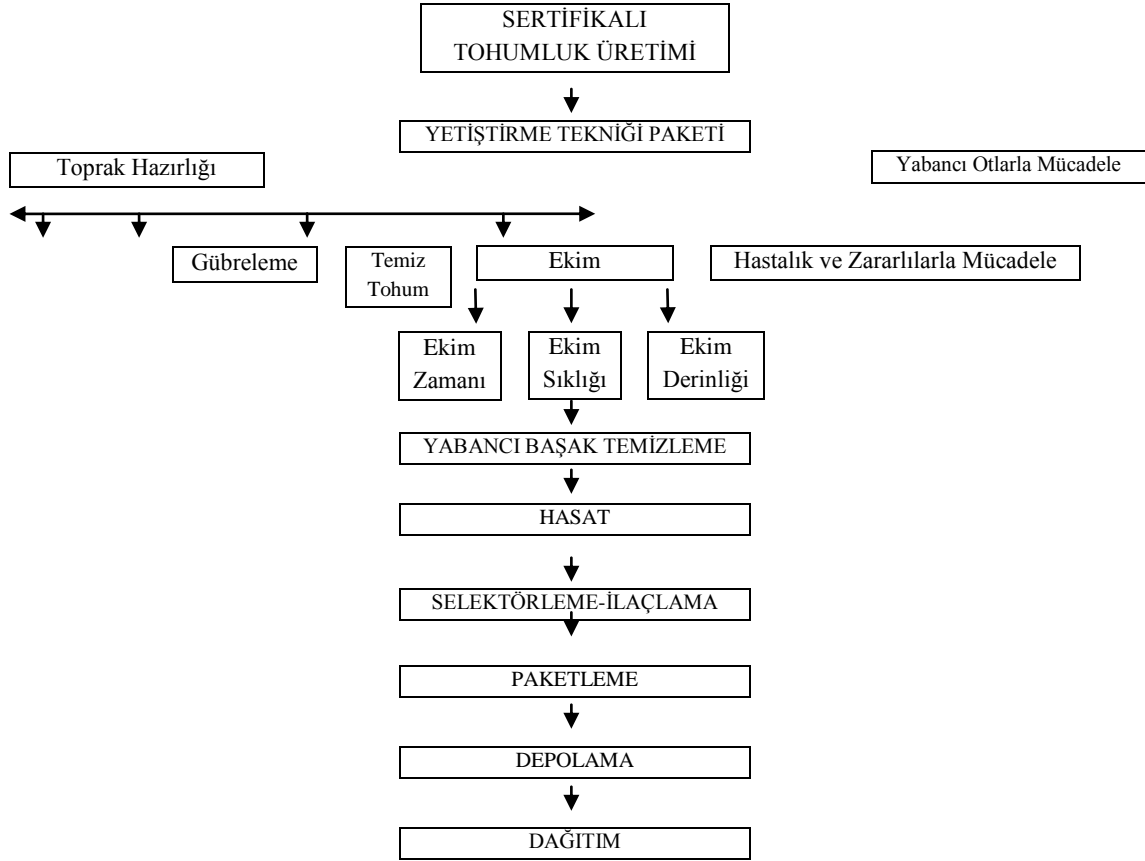 SERTİFİKALI
TOHUMLUK ÜRETİMİ
YETİŞTİRME TEKNİĞİ PAKETİ
Toprak Hazırlığı
Yabancı Otlarla Mücadele
Gübreleme
Temiz
Tohum
Ekim
Hastalık ve Zararlılarla Mücadele
Ekim
Zamanı
Ekim
Sıklığı
Ekim
Derinliği
YABANCI BAŞAK TEMİZLEME
HASAT
SELEKTÖRLEME-İLAÇLAMA
PAKETLEME
DEPOLAMA
DAĞITIM